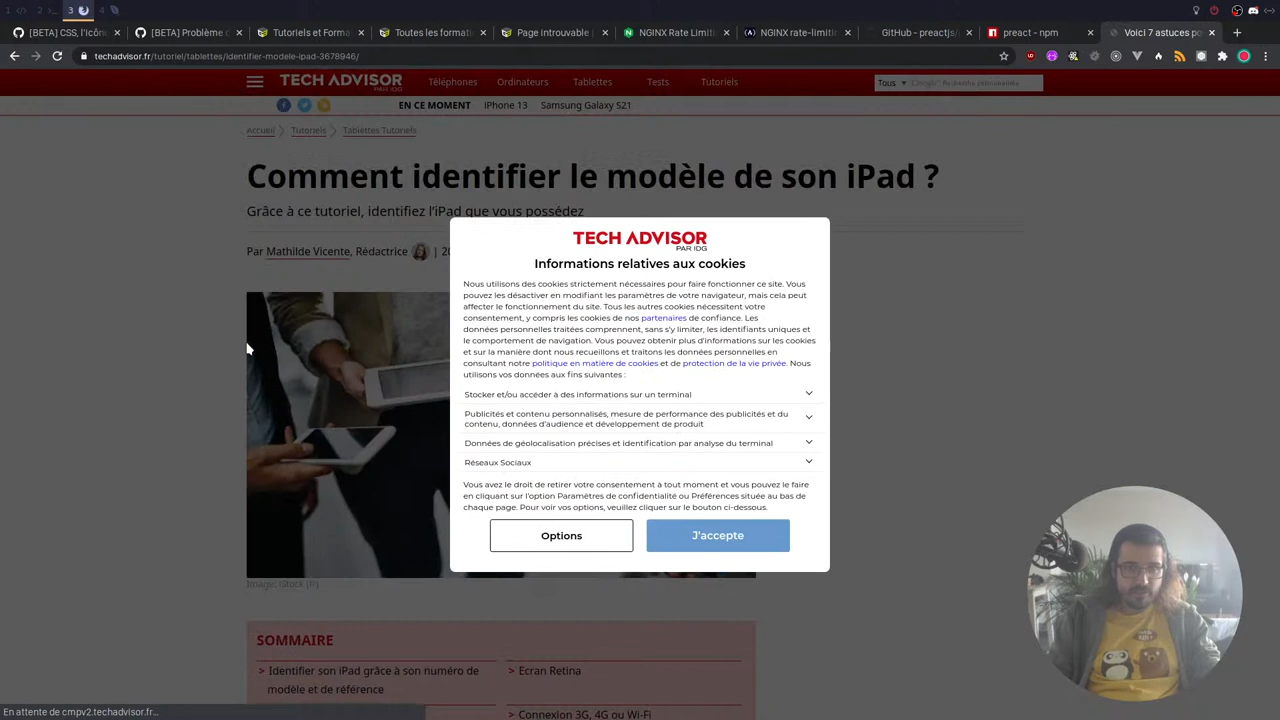 1
2
3
4
[BETA] CSS, l'icôn
[BETA] Problème
Tutoriels et Forma
Toutes les formati
Page introuvable
NGINX Rate Limiti
NGINX rate-limitin
GitHub - preactjs/
preact - npm
Voici 7 astuces po
techadvisor.fr/tutoriel/tablettes/identifier-modele-ipad-3678946/
TECH ADVISOR
PAR IDG
Téléphones
Ordinateurs
Tablettes
Tests
Tutoriels
Tous
EN CE MOMENT
iPhone 13
Samsung Galaxy S21
Accueil
Tutoriels
Tablettes Tutoriels
Comment identifier le modèle de son iPad ?
Grâce à ce tutoriel, identifiez l'iPad que vous possédez
Par Mathilde Vicente, Rédactrice | 20
TECH ADVISOR
PAR IDG
Informations relatives aux cookies
Nous utilisons des cookies strictement nécessaires pour faire fonctionner ce site. Vous
pouvez les désactiver en modifiant les paramètres de votre navigateur, mais cela peut
affecter le fonctionnement du site. Tous les autres cookies nécessitent votre
consentement, y compris les cookies de nos partenaires de confiance. Les
données personnelles traitées comprennent, sans s'y limiter, les identifiants uniques et
le comportement de navigation. Vous pouvez obtenir plus d'informations sur les cookies
et sur la manière dont nous recueillons et traitons les données personnelles en
consultant notre politique en matière de cookies et de protection de la vie privée. Nous
utilisons vos données aux fins suivantes :
Stocker et/ou accéder à des informations sur un terminal
Publicités et contenu personnalisés, mesure de performance des publicités et du
contenu, données d'audience et développement de produit
Données de géolocalisation précises et identification par analyse du terminal
Réseaux Sociaux
Vous avez le droit de retirer votre consentement à tout moment et vous pouvez le faire
en cliquant sur l'option Paramètres de confidentialité ou Préférences située au bas de
chaque page. Pour voir vos options, veuillez cliquer sur le bouton ci-dessous.
Options
J'accepte
Image: iStock (Fr)
SOMMAIRE
> Identifier son iPad grâce à son numéro de
modèle et de référence
> Ecran Retina
> Connexion 3G, 4G ou Wi-Fi
En attente de cmpv2.techadvisor.fr...